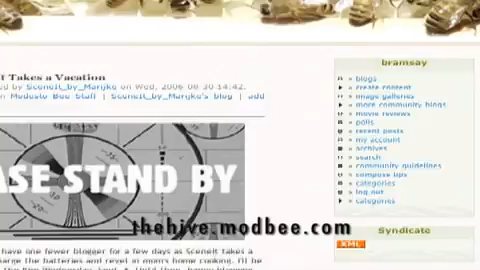 t Takes a Vacation
ed by SceneIt_by_Marijke on Wed, 2006-08-30 14:42.
n Modesto Bee Staff | SceneIt_by_Marijke's blog | add
ASE STAND BY
have one fewer blogger for a few days as SceneIt takes a
harge the batteries and revel in mom's home cooking. I'll be
bramsay
blogs
create content
image galleries
more community blogs
movie reviews
polls
recent posts
my account
archives
search
community guidelines
compose tips
categories
log out
categories
Syndicate
XML
thehive.modbee.com